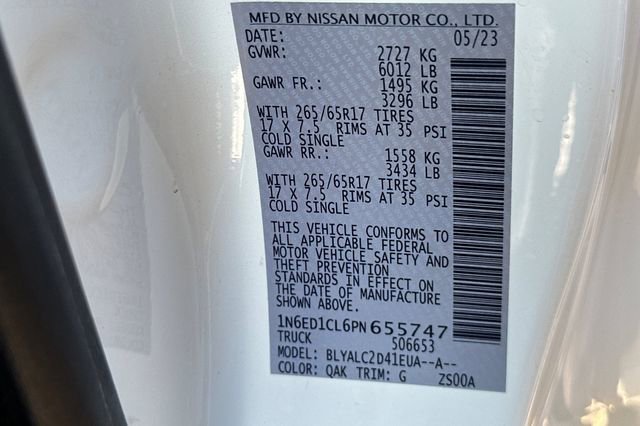 MFD BY NISSAN MOTOR CO., LTD.
DATE: 05/23
GVWR: 2727 KG
6012 LB
GAWR FR.: 1495 KG
3296 LB
WITH 265/65R17 TIRES
17 X 7.5 RIMS AT 35 PSI
COLD SINGLE
GAWR RR.: 1558 KG
3434 LB
WITH 265/65R17 TIRES
17 X 7.5 RIMS AT 35 PSI
COLD SINGLE
THIS VEHICLE CONFORMS TO
ALL APPLICABLE FEDERAL
MOTOR VEHICLE SAFETY AND
THEFT PREVENTION
STANDARDS IN EFFECT ON
THE DATE OF MANUFACTURE
SHOWN ABOVE.
1N6ED1CL6PN655747
TRUCK 506653
MODEL: BLYALC2D41EUA--A--
COLOR: QAK TRIM: G ZS00A